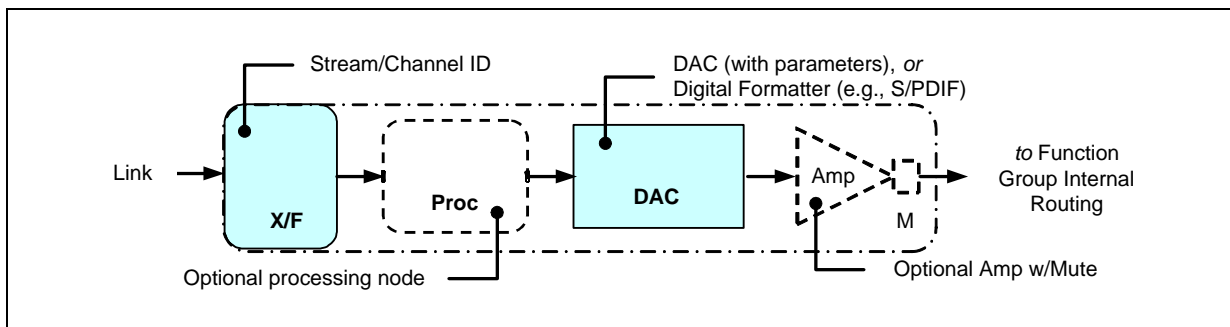 Stream/Channel ID
DAC (with parameters), or
Digital Formatter (e.g., S/PDIF)
Link
X/F
Proc
DAC
Amp
M
to Function
Group Internal
Routing
Optional processing node
Optional Amp w/Mute